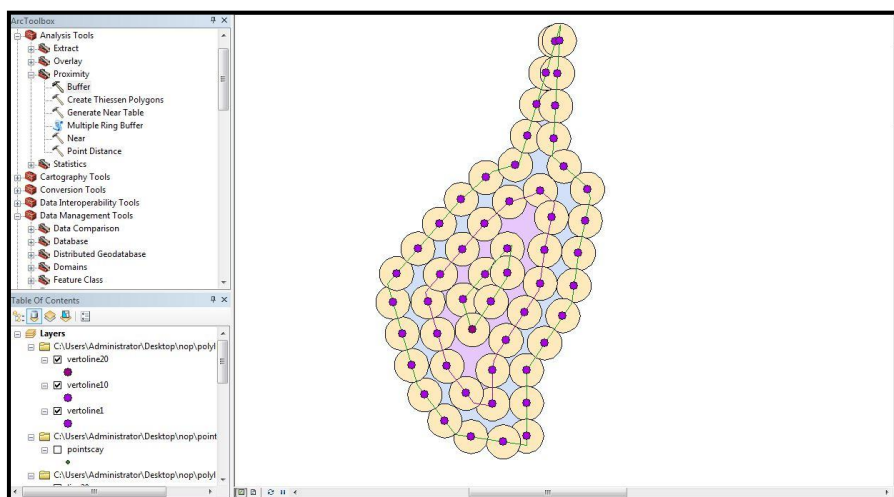 ArcToolbox
Analysis Tools
Extract
Overlay
Proximity
Buffer
Create Thiessen Polygons
Generate Near Table
Multiple Ring Buffer
Near
Point Distance
Statistics
Cartography Tools
Conversion Tools
Data Interoperability Tools
Data Management Tools
Data Comparison
Database
Distributed Geodatabase
Domains
Feature Class
Table Of Contents
Layers
C:\Users\Administrator\Desktop\nop\polyl
vertoline20
vertoline10
vertoline1
C:\Users\Administrator\Desktop\nop\point
pointscay
C:\Users\Administrator\Desktop\nop\polyl